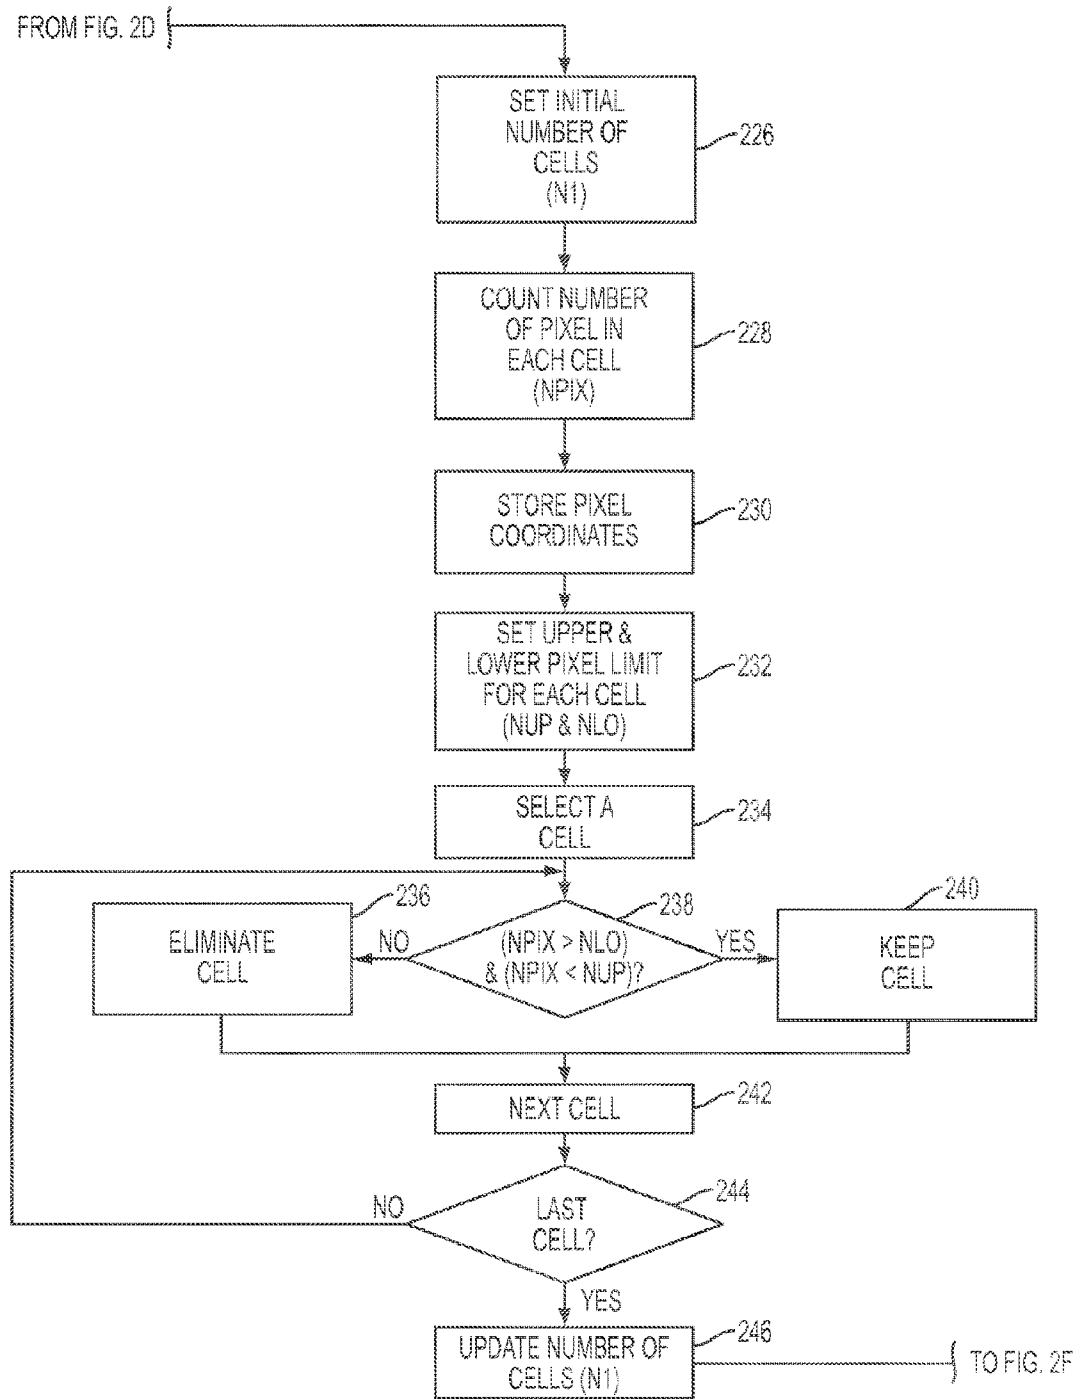 FROM FIG. 2D
SET INITIAL
NUMBER OF
CELLS
(N1)
226
COUNT NUMBER
OF PIXEL IN
EACH CELL
(NPIX)
228
STORE PIXEL
COORDINATES
230
SET UPPER &
LOWER PIXEL LIMIT
FOR EACH CELL
(NUP & NLO)
232
SELECT A
CELL
234
236
ELIMINATE
CELL
NO
238
(NPIX > NLO)
& (NPIX < NUP)?
YES
240
KEEP
CELL
NEXT CELL
242
NO
LAST
CELL?
244
YES
UPDATE NUMBER OF
CELLS (N1)
246
TO FIG. 2F